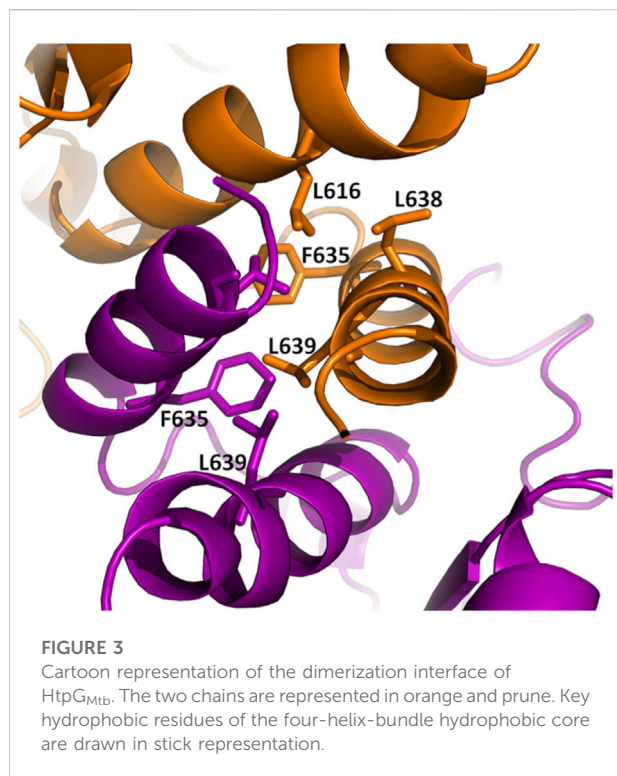 L616
L638
F635
L639
F635
L639
FIGURE 3
Cartoon representation of the dimerization interface of
HtpGMtb. The two chains are represented in orange and prune. Key
hydrophobic residues of the four-helix-bundle hydrophobic core
are drawn in stick representation.